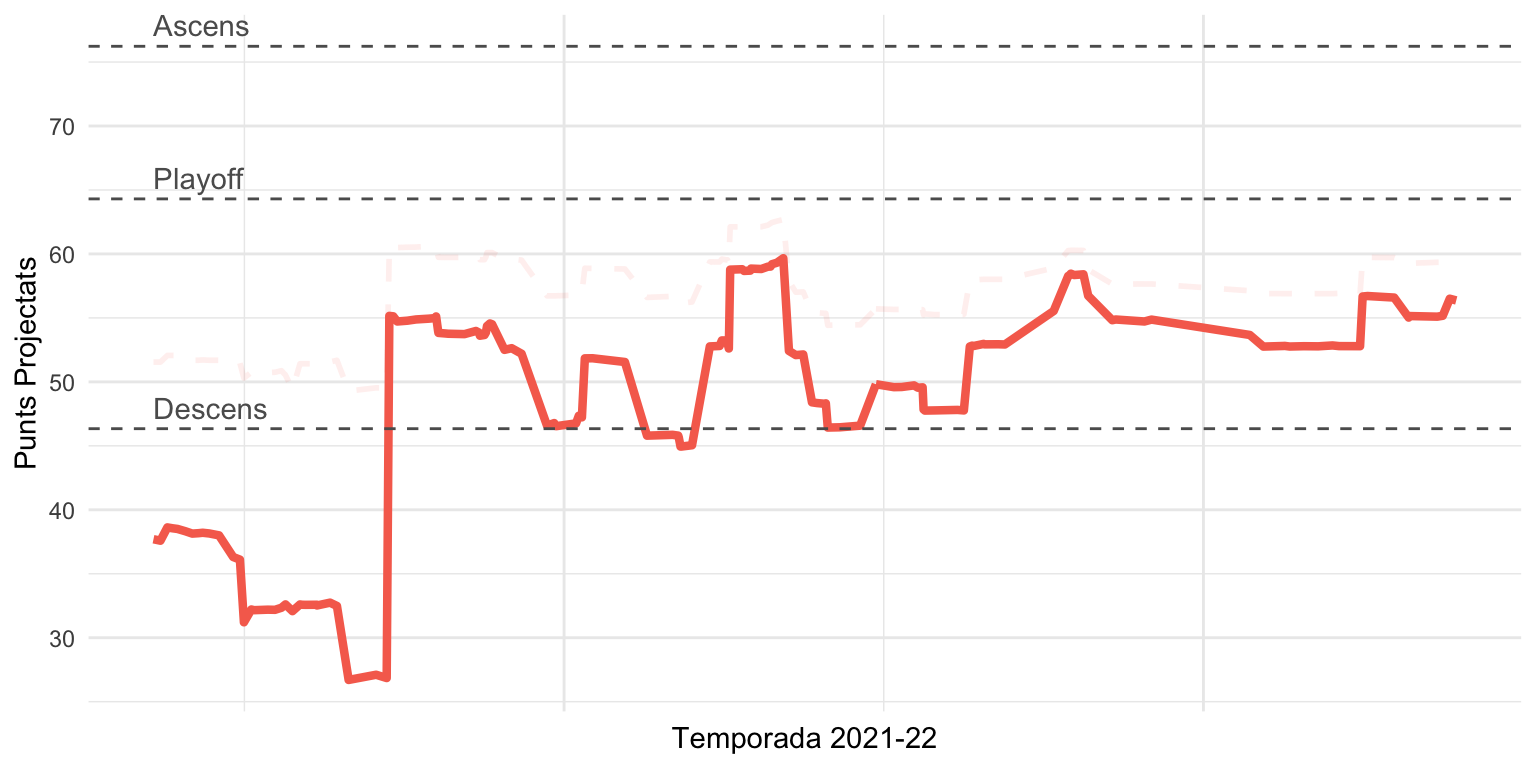 Ascens
70
Playoff
60
50
Descens
40
30
Punts Projectats
Temporada 2021-22